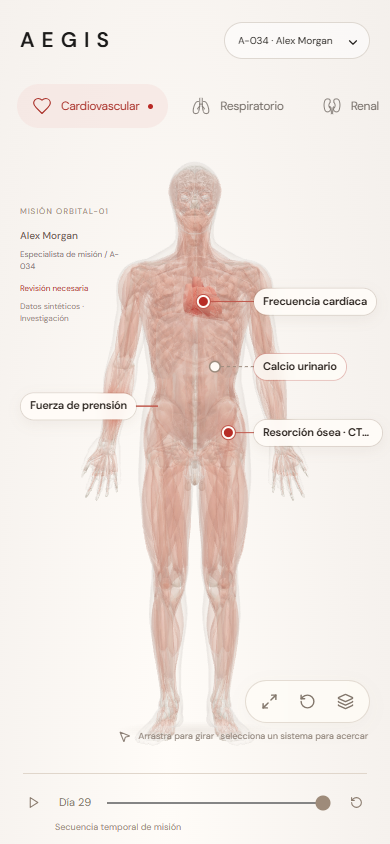 AEGIS
A-034 · Alex Morgan
Cardiovascular
Respiratorio
Renal
MISIÓN ORBITAL-01
Alex Morgan
Especialista de misión / A-
034
Revisión necesaria
Datos sintéticos ·
Investigación
Frecuencia cardíaca
Calcio urinario
Fuerza de prensión
Resorción ósea · CT...
Arrastra para girar · selecciona un sistema para acercar
Día 29
Secuencia temporal de misión